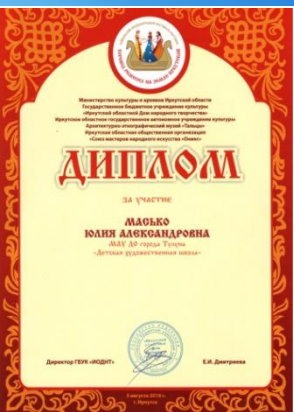 Министерство культуры и архивов Иркутской области
Государственное бюджетное учреждение культуры
«Иркутский областной Дом народного творчества»
Иркутское областное государственное автономное учреждение культуры
Архитектурно-этнографический музей «Тальцы»
Иркутская областная общественная организация
«Союз мастеров народного искусства «Оникс»
ДИПЛОМ
за участие
МАСЬКО
ЮЛИЯ АЛЕКСАНДРОВНА
МАУ ДО города Тулуна
«Детская художественная школа»
Директор ГБУК «ИОДНТ»
Е.И. Дмитриева
г. Иркутск